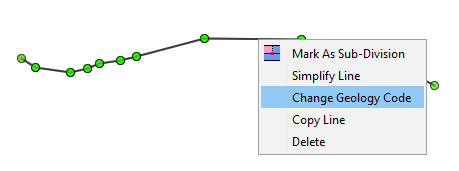 Mark As Sub-Division
Simplify Line
Change Geology Code
Copy Line
Delete